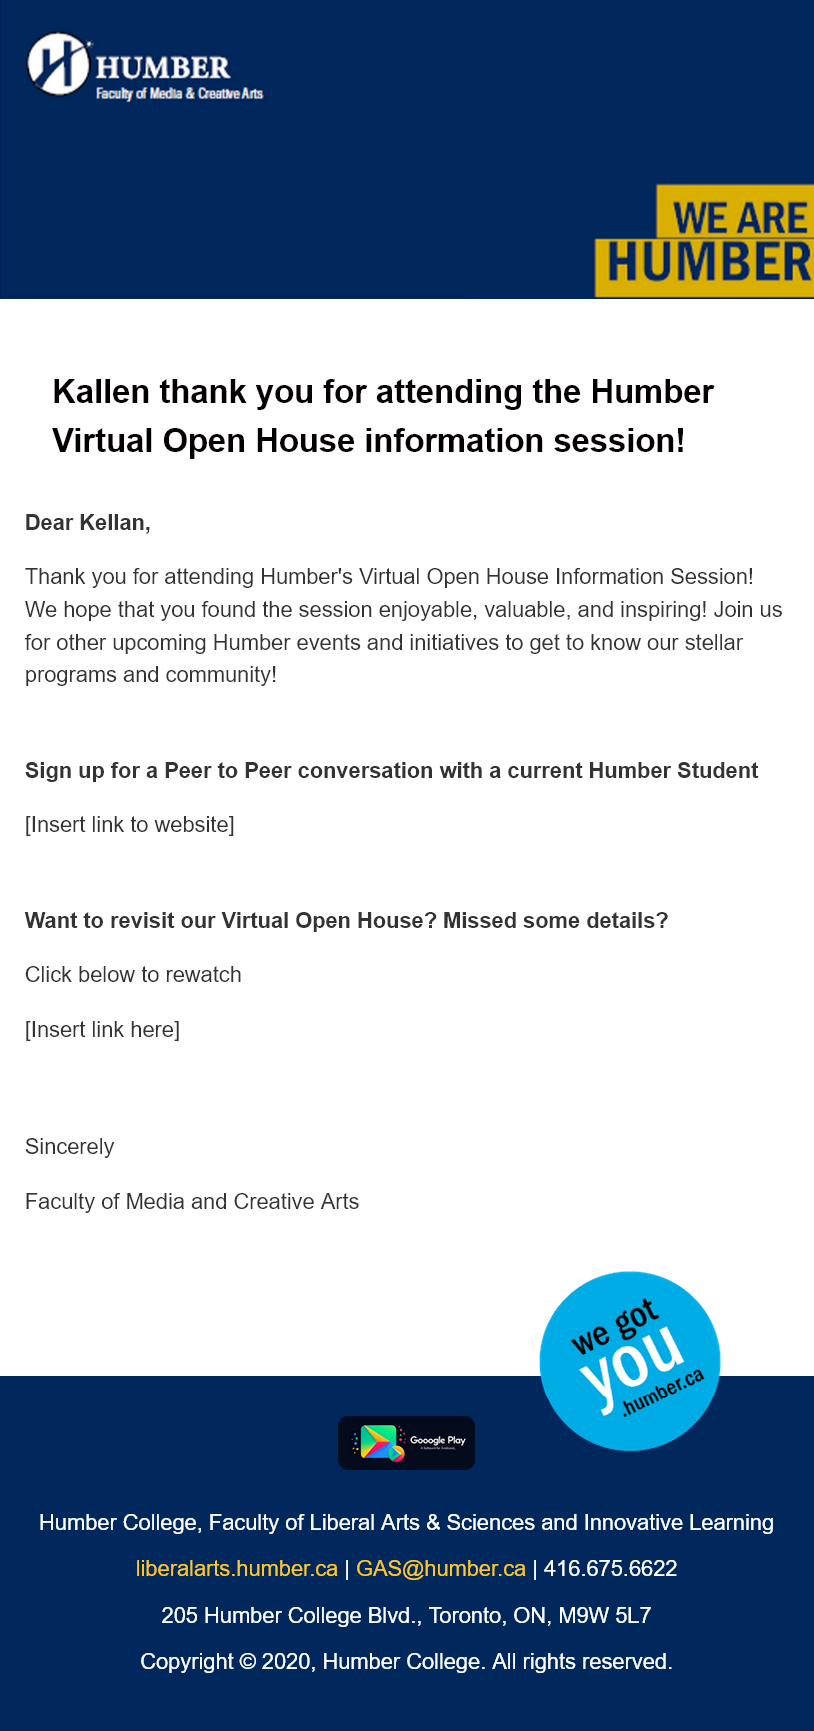 HUMBER
Faculty of Media & Creative Arts
WE ARE
HUMBER
Kallen thank you for attending the Humber
Virtual Open House information session!
Dear Kellan,
Thank you for attending Humber's Virtual Open House Information Session!
We hope that you found the session enjoyable, valuable, and inspiring! Join us
for other upcoming Humber events and initiatives to get to know our stellar
programs and community!
Sign up for a Peer to Peer conversation with a current Humber Student
[Insert link to website]
Want to revisit our Virtual Open House? Missed some details?
Click below to rewatch
[Insert link here]
Sincerely
Faculty of Media and Creative Arts
we got
you
.humber.ca
Gooogle Play
Humber College, Faculty of Liberal Arts & Sciences and Innovative Learning
liberalarts.humber.ca | GAS@humber.ca | 416.675.6622
205 Humber College Blvd., Toronto, ON, M9W 5L7
Copyright © 2020, Humber College. All rights reserved.